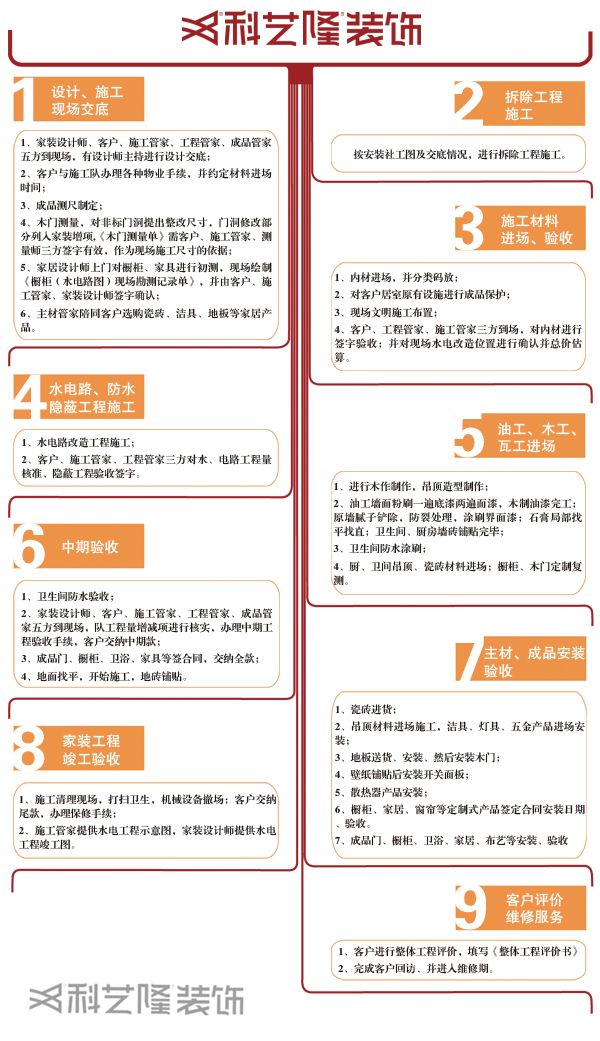 科艺隆装饰
1
设计、施工
现场交底
1、家装设计师、客户、施工管家、工程管家、成品管家
五方到现场，有设计师主持进行设计交底；
2、客户与施工队办理各种物业手续，并约定材料进场
时间；
3、成品测尺制定；
4、木门测量，对非标门洞提出整改尺寸，门洞修改部
分列入家装增项,《木门测量单》需客户、施工管家、测
量师三方签字有效，作为现场施工尺寸的依据；
5、家居设计师上门对橱柜、家具进行初测，现场绘制
《橱柜（水电路图）现场勘测记录单》，并由客户、施
工管家、家装设计师签字确认；
6、主材管家陪同客户选购瓷砖、洁具、地板等家居产
品。
2
拆除工程
施工
按安装社工图及交底情况，进行拆除工程施工。
3
施工材料
进场、验收
1、内材进场，并分类码放；
2、对客户居室原有设施进行成品保护；
3、现场文明施工布置；
4、客户、工程管家、施工管家三方到场，对内材进行
签字验收；并对现场水电改造位置进行确认并总价估
算。
4
水电路、防水
隐蔽工程施工
1、水电路改造工程施工；
2、客户、施工管家、工程管家三方对水、电路工程量
核准、隐蔽工程验收签字。
5
油工、木工、
瓦工进场
1、进行木作制作，吊顶造型制作；
2、油工墙面粉刷一遍底漆两遍面漆，木制油漆完工；
原墙腻子铲除，防裂处理，涂刷界面漆；石膏局部找
平找直；卫生间、厨房墙砖铺贴完毕；
3、卫生间防水涂刷；
4、厨、卫间吊顶、瓷砖材料进场；橱柜、木门定制复
测。
6
中期验收
1、卫生间防水验收；
2、家装设计师、客户、施工管家、工程管家、成品管
家五方到现场，队工程量增减项进行核实，办理中期工
程验收手续，客户交纳中期款；
3、成品门、橱柜、卫浴、家具等签合同，交纳全款；
4、地面找平，开始施工，地砖铺贴。
7
主材、成品安装
验收
1、瓷砖进货；
2、吊顶材料进场施工，洁具、灯具、五金产品进场安
装；
3、地板送货、安装、然后安装木门；
4、壁纸铺贴后安装开关面板；
5、散热器产品安装；
6、橱柜、家居、窗帘等定制式产品签定合同安装日期
、验收。
7、成品门、橱柜、卫浴、家居、布艺等安装、验收
8
家装工程
竣工验收
1、施工清理现场，打扫卫生，机械设备撤场；客户交纳
尾款，办理保修手续；
2、施工管家提供水电工程示意图，家装设计师提供水电
工程竣工图。
9
客户评价
维修服务
1、客户进行整体工程评价，填写《整体工程评价书》
2、完成客户回访、并进入维修期。
科艺隆装饰